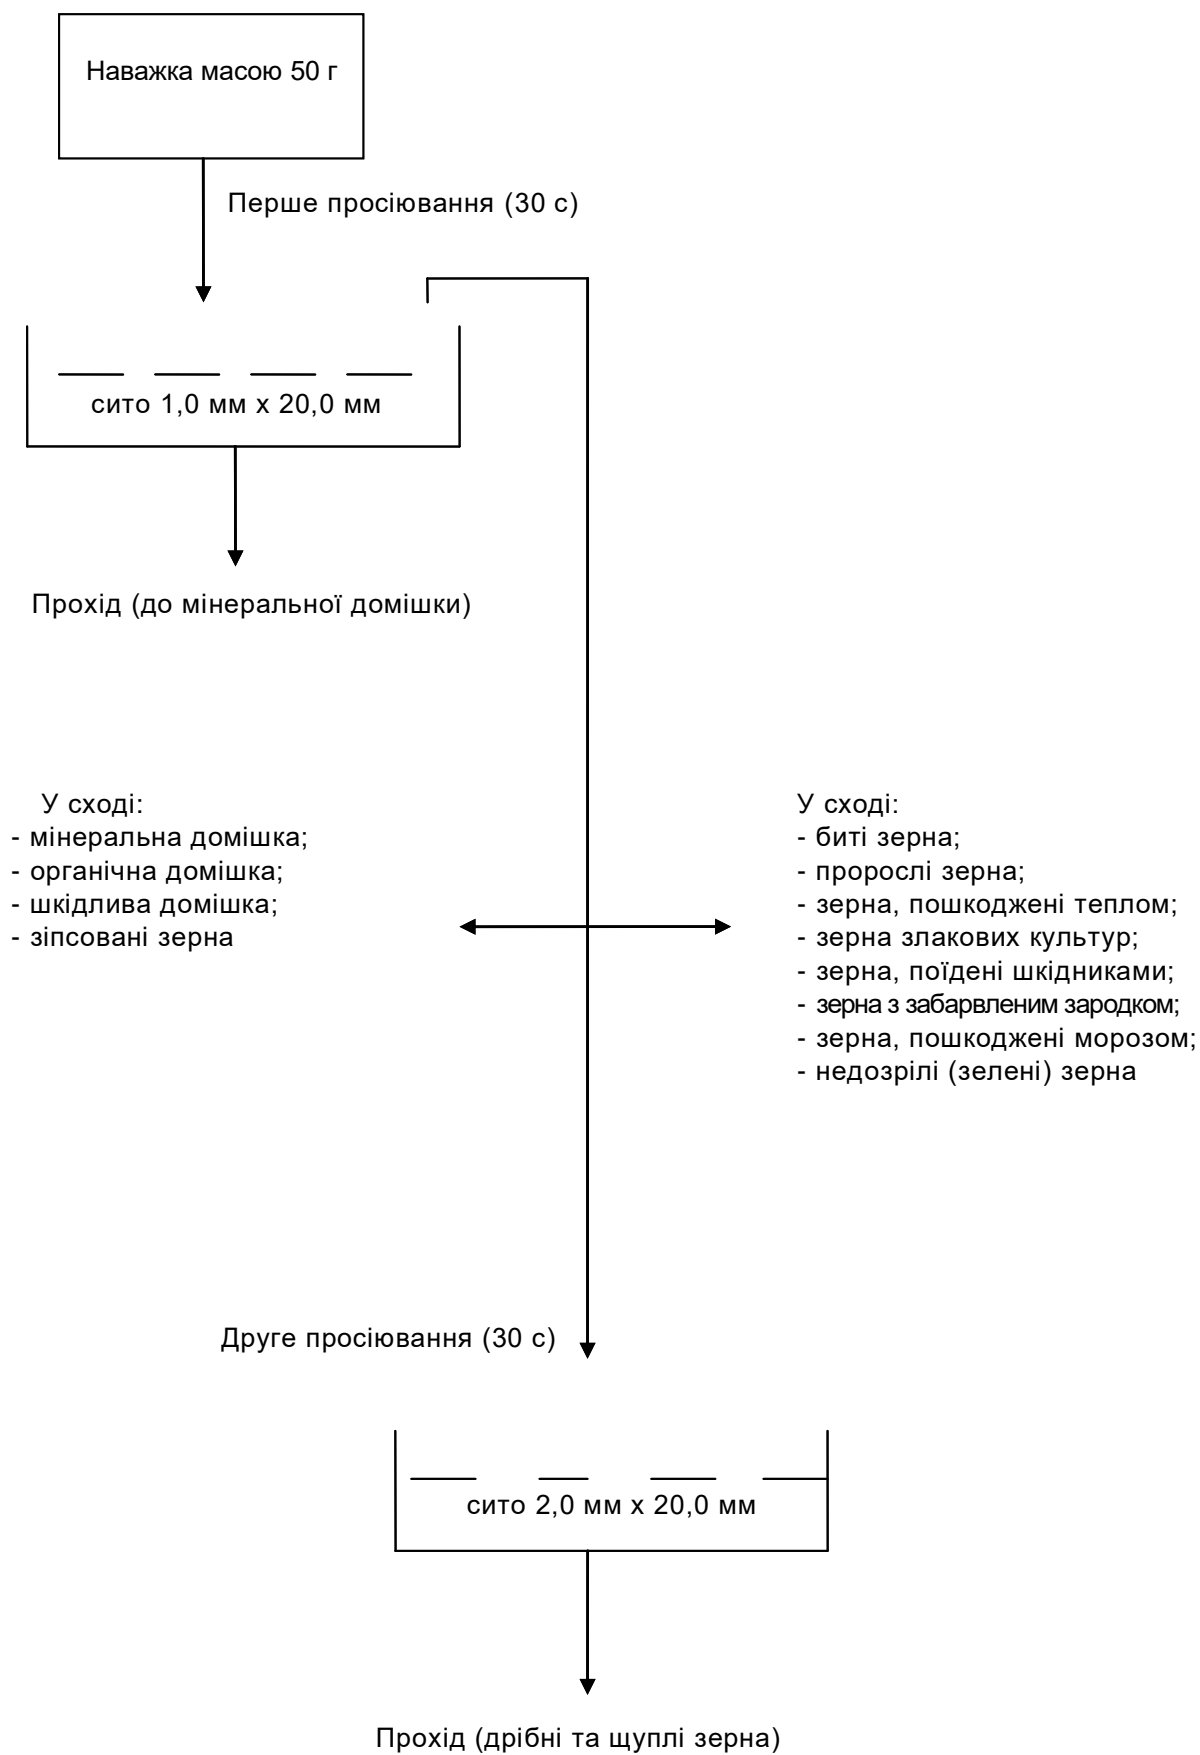 Наважка масою 50 г
Перше просіювання (30 с)
сито 1,0 мм х 20,0 мм
Прохід (до мінеральної домішки)
У сході:
- мінеральна домішка;
- органічна домішка;
- шкідлива домішка;
- зіпсовані зерна
У сході:
- биті зерна;
- пророслі зерна;
- зерна, пошкоджені теплом;
- зерна злакових культур;
- зерна, поїдені шкідниками;
- зерна з забарвленим зародком;
- зерна, пошкоджені морозом;
- недозрілі (зелені) зерна
Друге просіювання (30 с)
сито 2,0 мм х 20,0 мм
Прохід (дрібні та щуплі зерна)